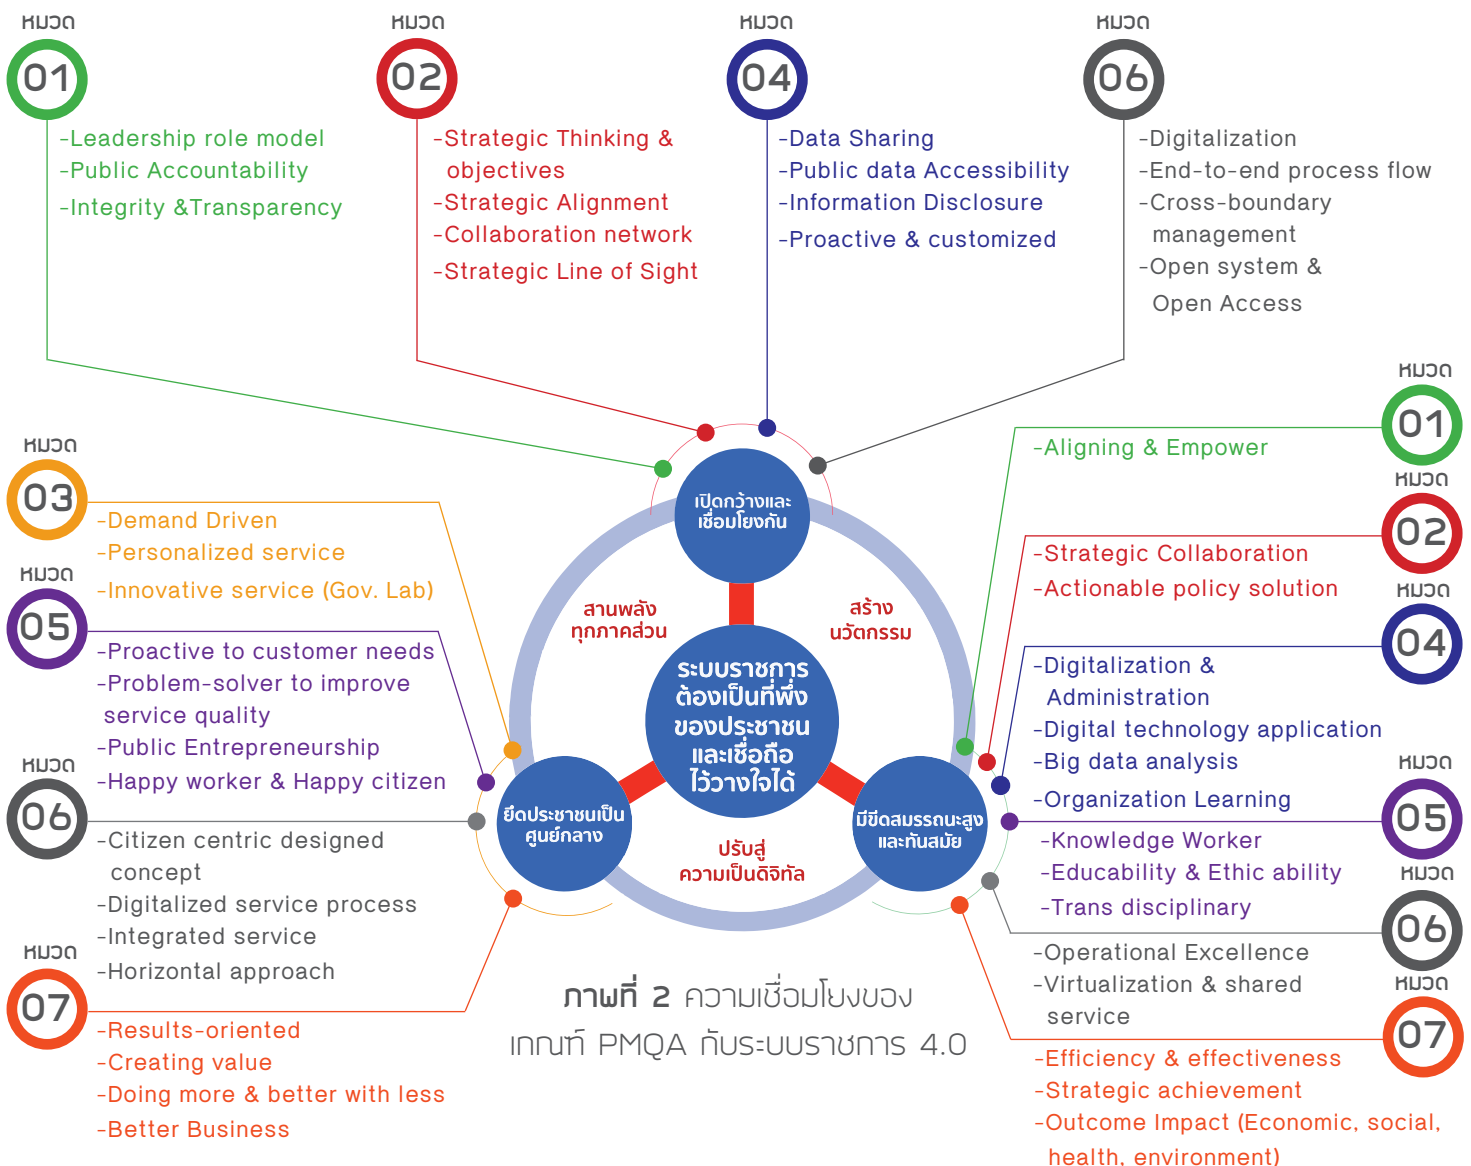 หมวด
01
-Leadership role model
-Public Accountability
-Integrity &Transparency
หมวด
02
-Strategic Thinking &
objectives
-Strategic Alignment
-Collaboration network
-Strategic Line of Sight
หมวด
04
-Data Sharing
-Public data Accessibility
-Information Disclosure
-Proactive & customized
หมวด
06
-Digitalization
-End-to-end process flow
-Cross-boundary
management
-Open system &
Open Access
หมวด
03
-Demand Driven
-Personalized service
-Innovative service (Gov. Lab)
หมวด
05
-Proactive to customer needs
-Problem-solver to improve
service quality
-Public Entrepreneurship
-Happy worker & Happy citizen
หมวด
06
-Citizen centric designed
concept
-Digitalized service process
-Integrated service
-Horizontal approach
หมวด
07
-Results-oriented
-Creating value
-Doing more & better with less
-Better Business
เปิดกว้างและ
เชื่อมโยงกัน
สานพลัง
ทุกภาคส่วน
สร้าง
นวัตกรรม
ระบบราชการ
ต้องเป็นที่พึ่ง
ของประชาชน
และเชื่อถือ
ไว้วางใจได้
ยึดประชาชนเป็น
ศูนย์กลาง
มีขีดสมรรถนะสูง
และทันสมัย
ปรับสู่
ความเป็นดิจิทัล
หมวด
01
-Aligning & Empower
หมวด
02
-Strategic Collaboration
-Actionable policy solution
หมวด
04
-Digitalization &
Administration
-Digital technology application
-Big data analysis
-Organization Learning
หมวด
05
-Knowledge Worker
-Educability & Ethic ability
-Trans disciplinary
หมวด
06
-Operational Excellence
-Virtualization & shared
service
หมวด
07
-Efficiency & effectiveness
-Strategic achievement
-Outcome Impact (Economic, social,
health, environment)
ภาพที่ 2 ความเชื่อมโยงของ
เกณฑ์ PMQA กับระบบราชการ 4.0